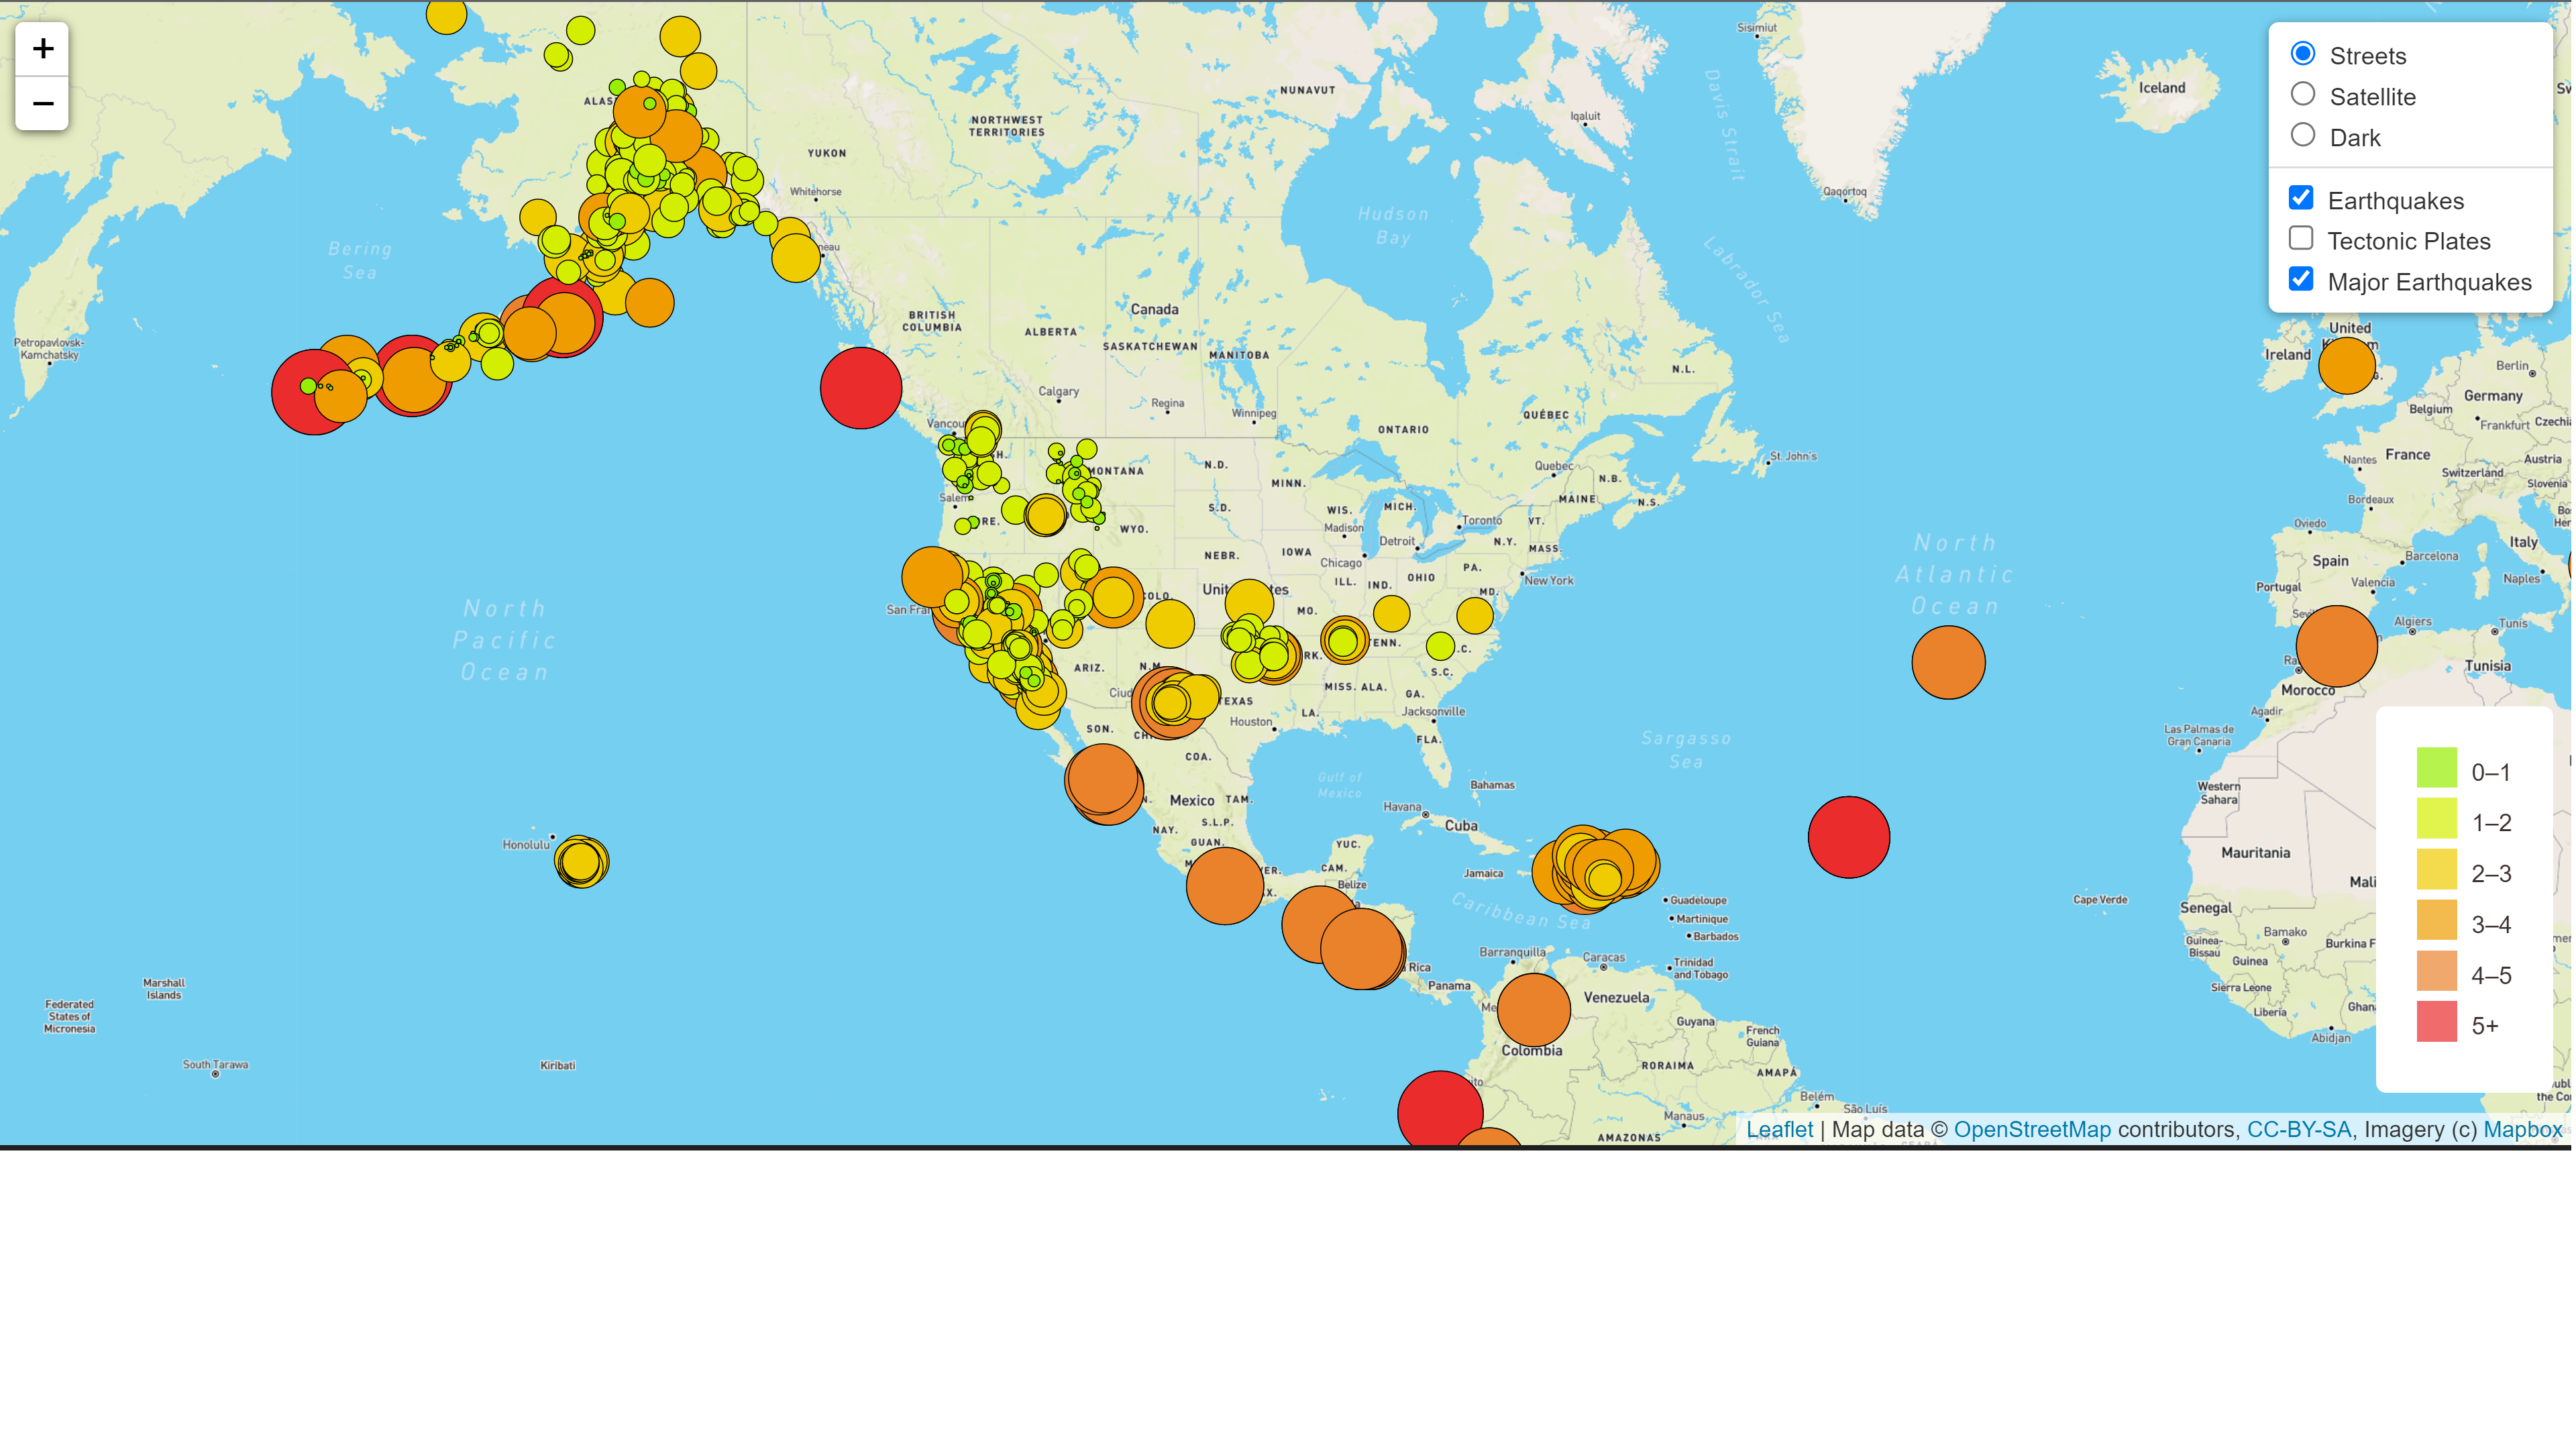 +
−
Streets
Satellite
Dark
Earthquakes
Tectonic Plates
Major Earthquakes
Sisimiut
Iceland
NUNAVUT
Iqaluit
Davis Strait
NORTHWEST
TERRITORIES
YUKON
Whitehorse
Qaqortoq
Hudson
Bay
Labrador Sea
Bering
Sea
Petropavlovsk-
Kamchatsky
BRITISH
COLUMBIA
ALBERTA
Canada
SASKATCHEWAN
MANITOBA
N.L.
United
Ireland
Berlin
Germany
Belgium
Frankfurt
Calgary
Regina
Winnipeg
ONTARIO
QUÉBEC
St. John's
Quebec
N.B.
N.S.
MAINE
Nantes
France
Austria
Switzerland
Slovenia
Bordeaux
Salem
MONTANA
N.D.
MINN.
S.D.
WIS.
MICH.
Madison
Toronto
VT.
WYO.
Detroit
N.Y.
MASS.
NEBR.
IOWA
Chicago
ILL.
IND.
OHIO
PA.
New York
MD.
MO.
Oviedo
Spain
Barcelona
Italy
Portugal
Valencia
Naples
Algiers
Tunis
Tunisia
Morocco
Agadir
North
Atlantic
Ocean
North
Pacific
Ocean
ARIZ.
MISS.
ALA.
GA.
S.C.
LA.
Jacksonville
Houston
FLA.
SON.
COA.
Sargasso
Sea
Gulf of
Mexico
Bahamas
Mexico
TAM.
Havana
Cuba
S.L.P.
NAY.
GUAN.
YUC.
CAM.
Belize
Jamaica
Honolulu
Las Palmas de
Gran Canaria
Western
Sahara
Mauritania
Mali
Cape Verde
Senegal
Bamako
Guinea-
Bissau
Guinea
Sierra Leone
Liberia
Abidjan
Guadeloupe
Martinique
Barbados
Caribbean Sea
Barranquilla
Caracas
Trinidad
and Tobago
Panama
Venezuela
Colombia
Guyana
French
Guiana
RORAIMA
AMAPÁ
Belém
São Luís
Manaus
AMAZONAS
Marshall
Islands
Federated
States of
Micronesia
South Tarawa
Kiribati
0–1
1–2
2–3
3–4
4–5
5+
Leaflet | Map data © OpenStreetMap contributors, CC-BY-SA, Imagery (c) Mapbox